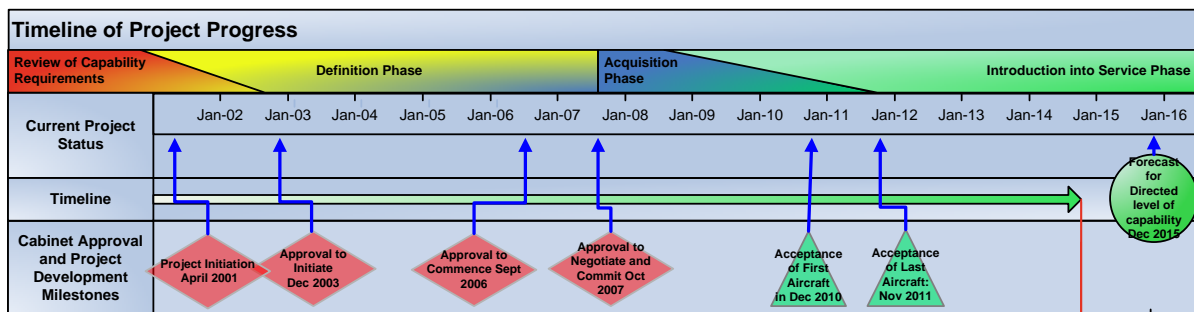 Timeline of Project Progress
Review of Capability
Requirements
Definition Phase
Acquisition
Phase
Introduction into Service Phase
Current Project
Status
Jan-02 Jan-03 Jan-04 Jan-05 Jan-06 Jan-07 Jan-08 Jan-09 Jan-10 Jan-11 Jan-12 Jan-13 Jan-14 Jan-15 Jan-16
Timeline
Forecast
for
Directed
level of
capability
Dec 2015
Cabinet Approval
and Project
Development
Milestones
Project Initiation
April 2001
Approval to
Initiate
Dec 2003
Approval to
Commence Sept
2006
Approval to
Negotiate and
Commit Oct
2007
Acceptance
of First
Aircraft
in Dec 2010
Acceptance
of Last
Aircraft:
Nov 2011